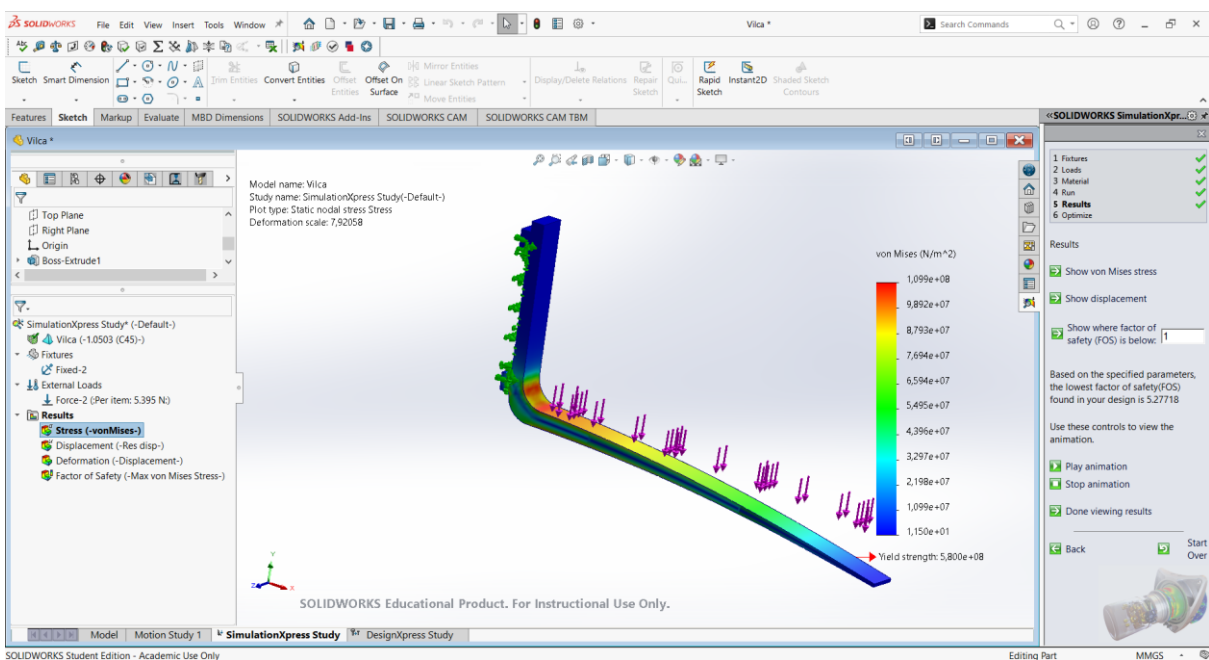 SOLIDWORKS File Edit View Insert Tools Window Vilca * Search Commands
Sketch Smart Dimension Trim Entities Convert Entities Offset Entities Offset On Surface Mirror Entities Linear Sketch Pattern Move Entities Display/Delete Relations Repair Sketch Qui... Rapid Sketch Instant2D Shaded Sketch Contours
Features Sketch Markup Evaluate MBD Dimensions SOLIDWORKS Add-Ins SOLIDWORKS CAM SOLIDWORKS CAM TBM
Vilca *
Top Plane
Right Plane
Origin
Boss-Extrude1
SimulationXpress Study* (-Default-)
Vilca (-1.0503 (C45)-)
Fixtures
Fixed-2
External Loads
Force-2 (:Per item: 5.395 N:)
Results
Stress (-vonMises-)
Displacement (-Res disp-)
Deformation (-Displacement-)
Factor of Safety (-Max von Mises Stress-)
Model name: Vilca
Study name: SimulationXpress Study(-Default-)
Plot type: Static nodal stress Stress
Deformation scale: 7,92058
von Mises (N/m^2)
1,099e+08
9,892e+07
8,793e+07
7,694e+07
6,594e+07
5,495e+07
4,396e+07
3,297e+07
2,198e+07
1,099e+07
1,150e+01
Yield strength: 5,800e+08
Y
Z X
SOLIDWORKS Educational Product. For Instructional Use Only.
Model Motion Study 1 SimulationXpress Study DesignXpress Study
SOLIDWORKS SimulationXpr...
1 Fixtures
2 Loads
3 Material
4 Run
5 Results
6 Optimize
Results
Show von Mises stress
Show displacement
Show where factor of
safety (FOS) is below: 1
Based on the specified parameters,
the lowest factor of safety(FOS)
found in your design is 5.27718
Use these controls to view the
animation.
Play animation
Stop animation
Done viewing results
Back Start Over
SOLIDWORKS Student Edition - Academic Use Only Editing Part MMGS